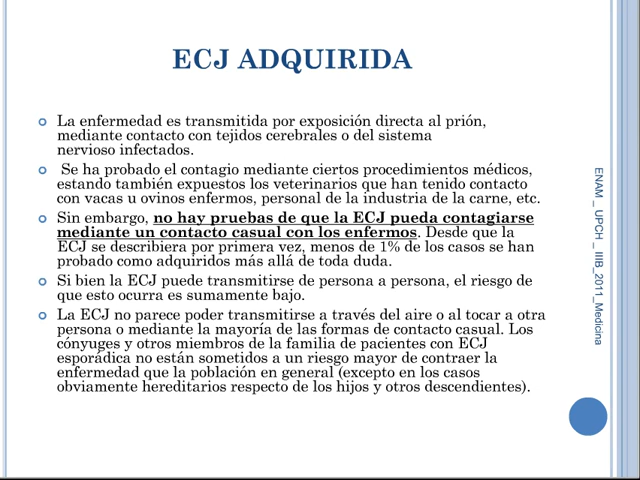 ECJ ADQUIRIDA
La enfermedad es transmitida por exposición directa al prión,
mediante contacto con tejidos cerebrales o del sistema
nervioso infectados.
Se ha probado el contagio mediante ciertos procedimientos médicos,
estando también expuestos los veterinarios que han tenido contacto
con vacas u ovinos enfermos, personal de la industria de la carne, etc.
Sin embargo, no hay pruebas de que la ECJ pueda contagiarse
mediante un contacto casual con los enfermos. Desde que la
ECJ se describiera por primera vez, menos de 1% de los casos se han
probado como adquiridos más allá de toda duda.
Si bien la ECJ puede transmitirse de persona a persona, el riesgo de
que esto ocurra es sumamente bajo.
La ECJ no parece poder transmitirse a través del aire o al tocar a otra
persona o mediante la mayoría de las formas de contacto casual. Los
cónyuges y otros miembros de la familia de pacientes con ECJ
esporádica no están sometidos a un riesgo mayor de contraer la
enfermedad que la población en general (excepto en los casos
obviamente hereditarios respecto de los hijos y otros descendientes).
ENAM _ UPCH _ IIIB_2011_Medicina